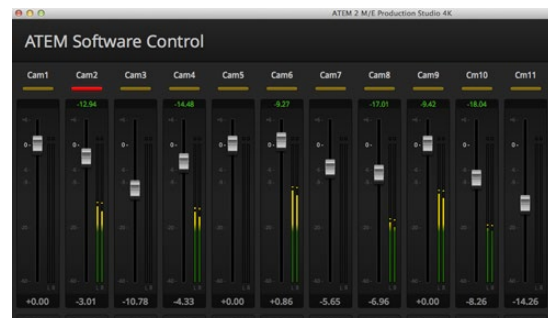 ATEM 2 M/E Production Studio 4K
ATEM Software Control
Cam1 Cam2 Cam3 Cam4 Cam5 Cam6 Cam7 Cam8 Cam9 Cm10 Cm11
-12.94 -14.48 -9.27 -17.01 -9.42 -18.04
+0.00 -3.01 -10.78 -4.33 +0.00 +0.86 -5.65 -6.96 +0.00 -8.26 -14.26